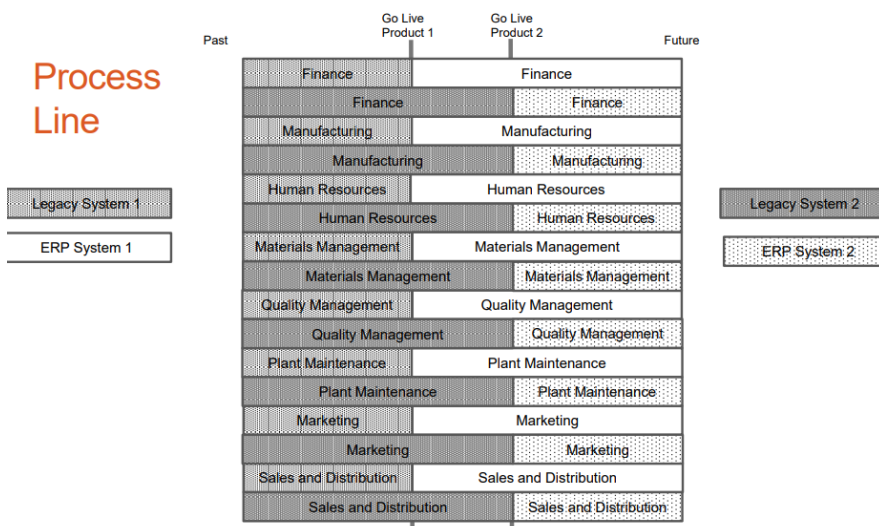 Go Live
Product 1
Go Live
Product 2
Past
Future
Process
Line
Finance Finance
Finance Finance
Manufacturing Manufacturing
Manufacturing Manufacturing
Human Resources Human Resources
Legacy System 1
Legacy System 2
Human Resources Human Resources
ERP System 1
Materials Management Materials Management
ERP System 2
Materials Management Materials Management
Quality Management Quality Management
Quality Management Quality Management
Plant Maintenance Plant Maintenance
Plant Maintenance Plant Maintenance
Marketing Marketing
Marketing Marketing
Sales and Distribution Sales and Distribution
Sales and Distribution Sales and Distribution